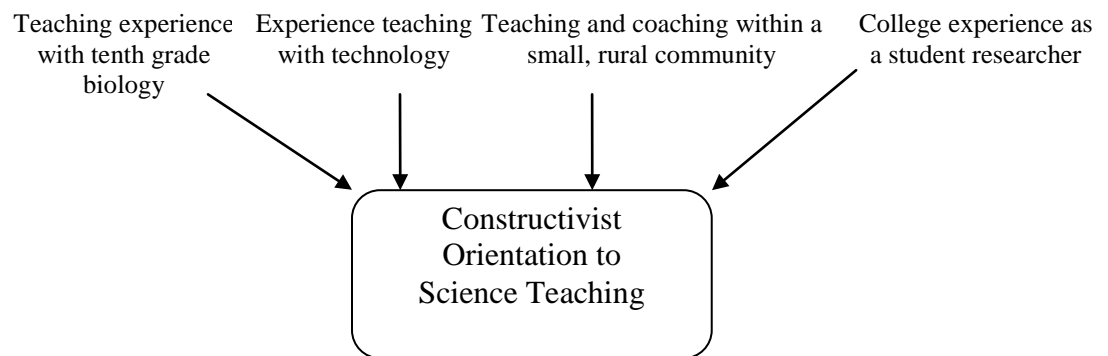 Teaching experience
with tenth grade
biology
Experience teaching
with technology
Teaching and coaching within a
small, rural community
College experience as
a student researcher
Constructivist
Orientation to
Science Teaching